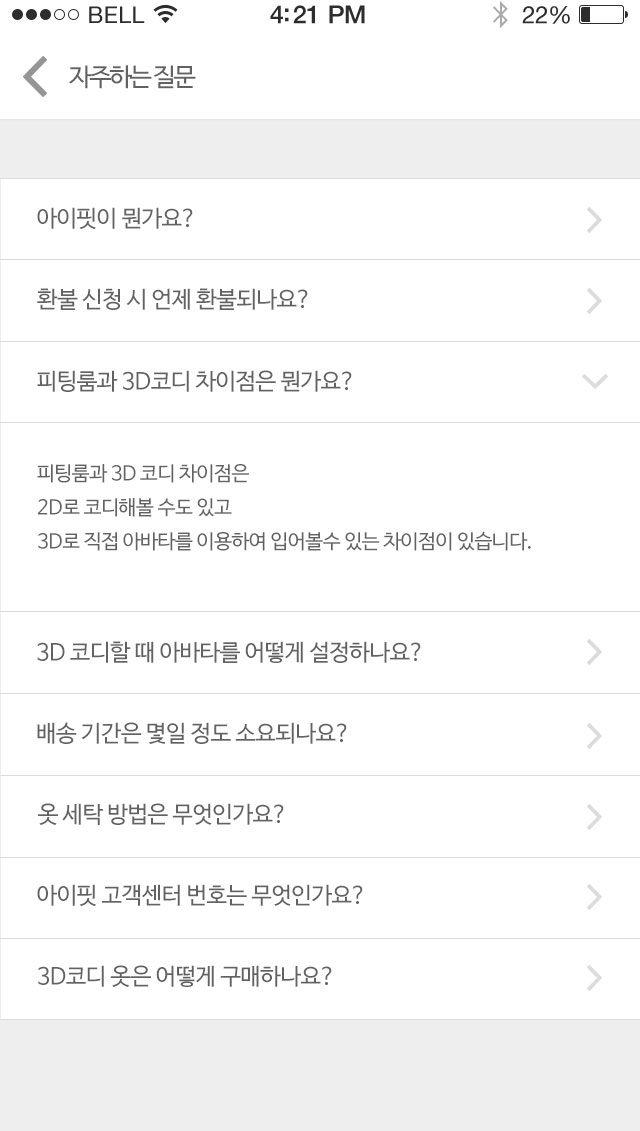 BELL 4:21 PM 22%
자주하는 질문
아이핏이 뭔가요?
환불 신청 시 언제 환불되나요?
피팅룸과 3D코디 차이점은 뭔가요?
피팅룸과 3D 코디 차이점은
2D로 코디해볼 수도 있고
3D로 직접 아바타를 이용하여 입어볼수 있는 차이점이 있습니다.
3D 코디할 때 아바타를 어떻게 설정하나요?
배송 기간은 몇일 정도 소요되나요?
옷 세탁 방법은 무엇인가요?
아이핏 고객센터 번호는 무엇인가요?
3D코디 옷은 어떻게 구매하나요?